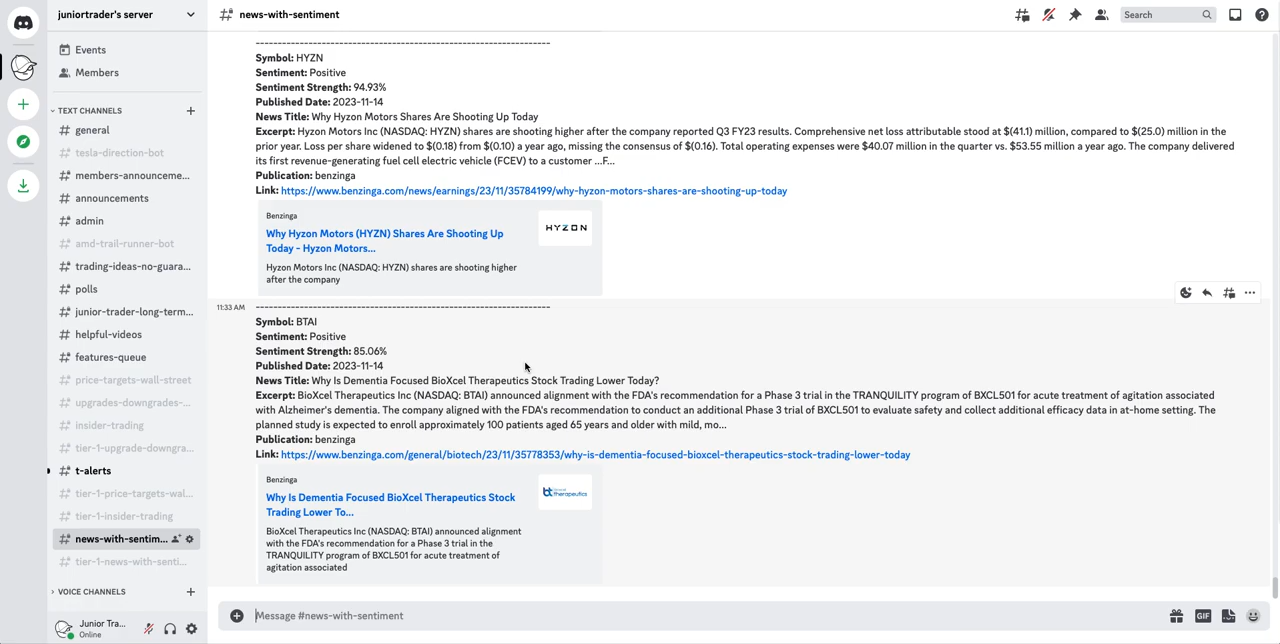 juniortrader's server
Events
Members
TEXT CHANNELS
general
tesla-direction-bot
members-announceme...
announcements
admin
amd-trail-runner-bot
trading-ideas-no-guara...
polls
junior-trader-long-term...
helpful-videos
features-queue
price-targets-wall-street
upgrades-downgrades-...
insider-trading
tier-1-upgrade-downgra...
t-alerts
tier-1-price-targets-wal...
tier-1-insider-trading
news-with-sentim...
tier-1-news-with-senti...
VOICE CHANNELS
Junior Tra...
Online
news-with-sentiment
Search
------------------------------------------------------------------
Symbol: HYZN
Sentiment: Positive
Sentiment Strength: 94.93%
Published Date: 2023-11-14
News Title: Why Hyzon Motors Shares Are Shooting Up Today
Excerpt: Hyzon Motors Inc (NASDAQ: HYZN) shares are shooting higher after the company reported Q3 FY23 results. Comprehensive net loss attributable stood at $(41.1) million, compared to $(25.0) million in the
prior year. Loss per share widened to $(0.18) from $(0.10) a year ago, missing the consensus of $(0.16). Total operating expenses were $40.07 million in the quarter vs. $53.55 million a year ago. The company delivered
its first revenue-generating fuel cell electric vehicle (FCEV) to a customer ...F...
Publication: benzinga
Link: https://www.benzinga.com/news/earnings/23/11/35784199/why-hyzon-motors-shares-are-shooting-up-today
Benzinga
Why Hyzon Motors (HYZN) Shares Are Shooting Up
Today - Hyzon Motors...
Hyzon Motors Inc (NASDAQ: HYZN) shares are shooting higher
after the company
HYZON
11:33 AM
------------------------------------------------------------------
Symbol: BTAI
Sentiment: Positive
Sentiment Strength: 85.06%
Published Date: 2023-11-14
News Title: Why Is Dementia Focused BioXcel Therapeutics Stock Trading Lower Today?
Excerpt: BioXcel Therapeutics Inc (NASDAQ: BTAI) announced alignment with the FDA's recommendation for a Phase 3 trial in the TRANQUILITY program of BXCL501 for acute treatment of agitation associated
with Alzheimer's dementia. The company aligned with the FDA's recommendation to conduct an additional Phase 3 trial of BXCL501 to evaluate safety and collect additional efficacy data in at-home setting. The
planned study is expected to enroll approximately 100 patients aged 65 years and older with mild, mo...
Publication: benzinga
Link: https://www.benzinga.com/general/biotech/23/11/35778353/why-is-dementia-focused-bioxcel-therapeutics-stock-trading-lower-today
Benzinga
Why Is Dementia Focused BioXcel Therapeutics Stock
Trading Lower To...
BioXcel Therapeutics Inc (NASDAQ: BTAI) announced alignment
with the FDA's recommendation for a Phase 3 trial in the
TRANQUILITY program of BXCL501 for acute treatment of
agitation associated
therapeutics
Message #news-with-sentiment
GIF